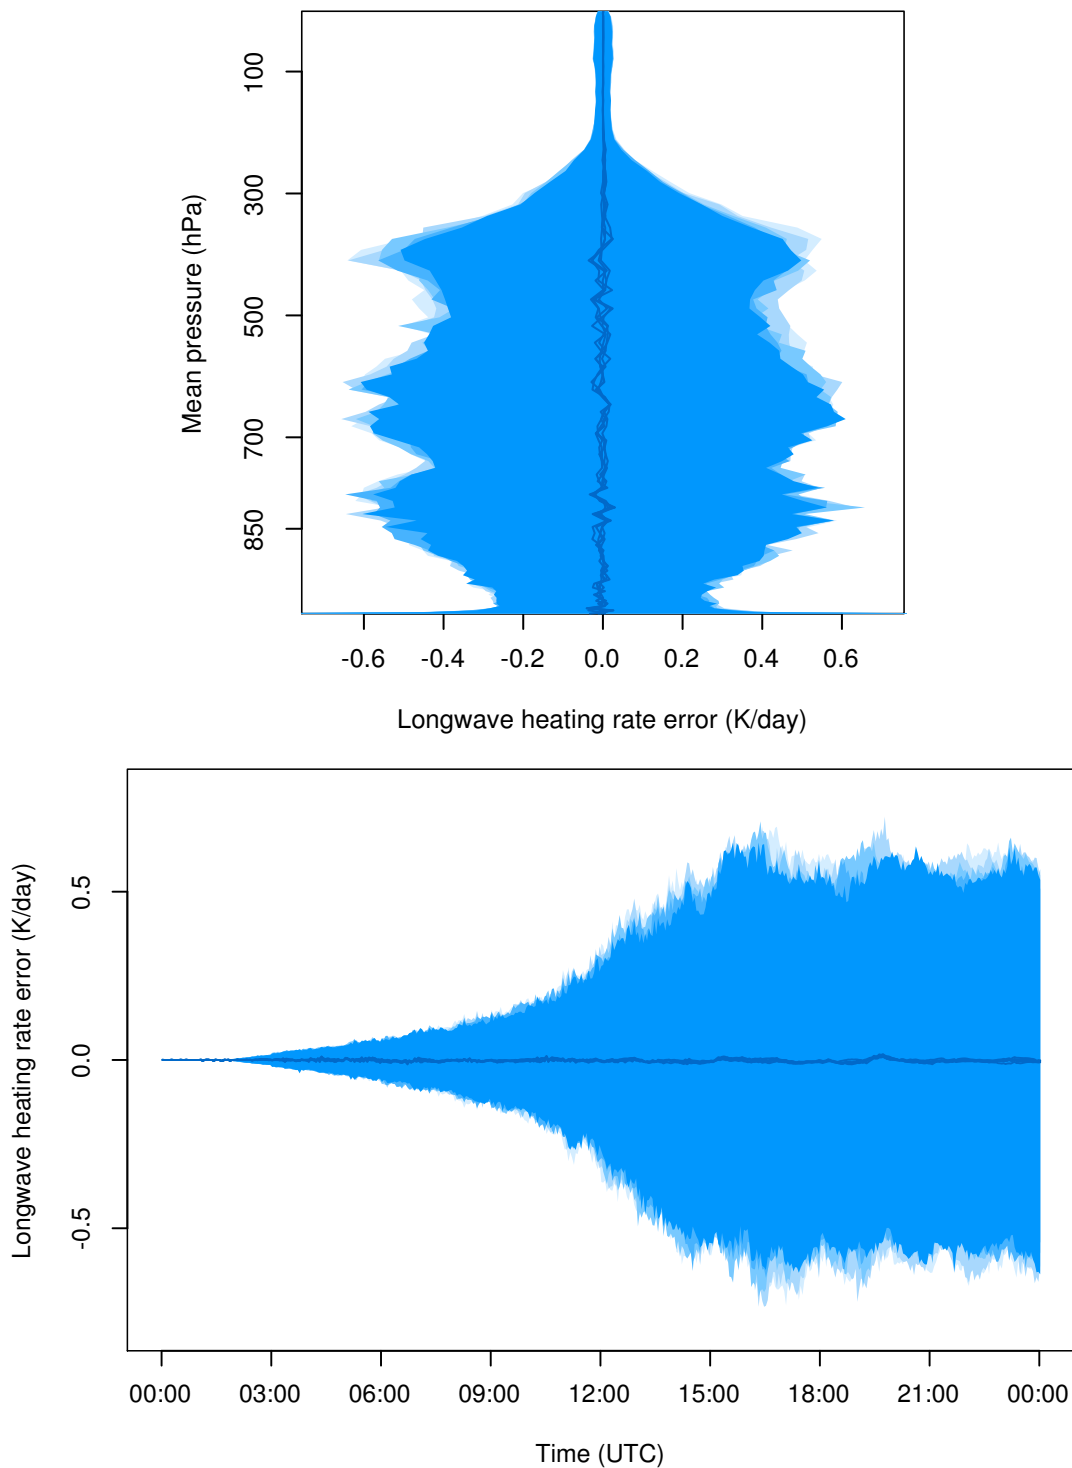 100
300
500
700
850
Mean pressure (hPa)
-0.6 -0.4 -0.2 0.0 0.2 0.4 0.6
Longwave heating rate error (K/day)
0.5
0.0
-0.5
Longwave heating rate error (K/day)
00:00 03:00 06:00 09:00 12:00 15:00 18:00 21:00 00:00
Time (UTC)